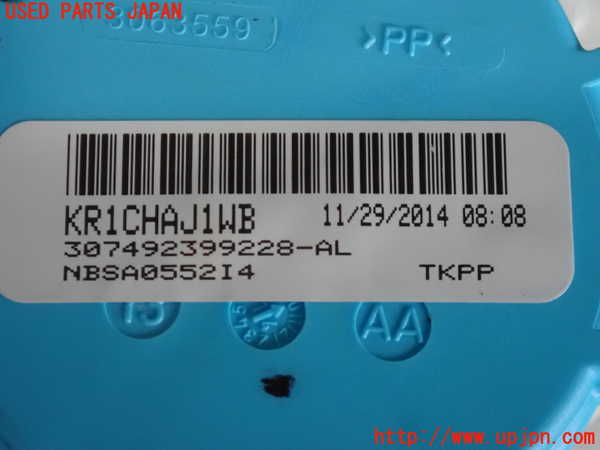 USED PARTS JAPAN
3063559
>PP<
KR1CHAJ1WB 11/29/2014 08:08
307492399228-AL
NBSA0552I4 TKPP
AA
http://www.upjpn.com/